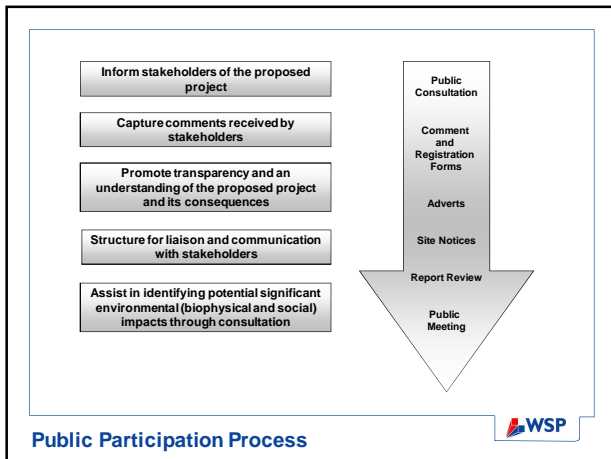 Inform stakeholders of the proposed
project
Capture comments received by
stakeholders
Promote transparency and an
understanding of the proposed project
and its consequences
Structure for liaison and communication
with stakeholders
Assist in identifying potential significant
environmental (biophysical and social)
impacts through consultation
Public
Consultation
Comment
and
Registration
Forms
Adverts
Site Notices
Report Review
Public
Meeting
Public Participation Process
WSP